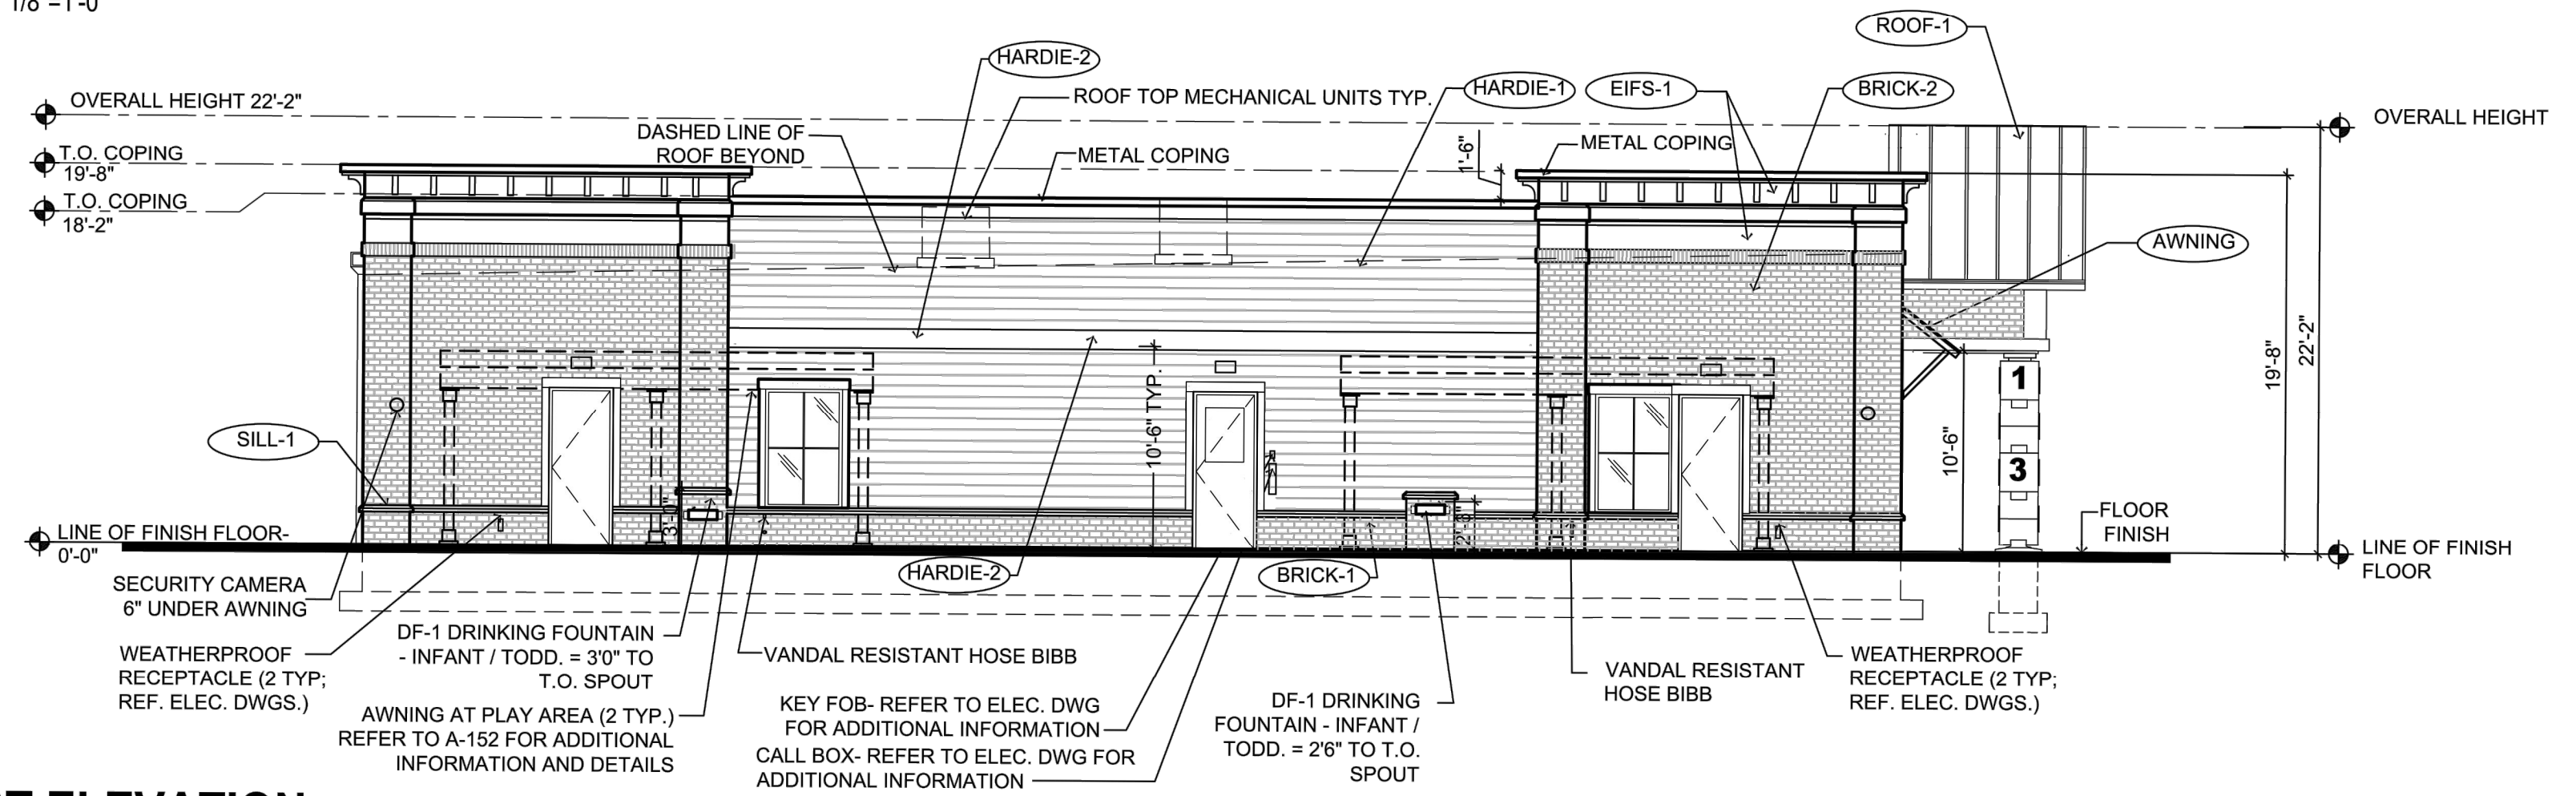 1/8"=1'-0"
ROOF-1
HARDIE-2
ROOF TOP MECHANICAL UNITS TYP.
HARDIE-1
EIFS-1
BRICK-2
OVERALL HEIGHT 22'-2"
OVERALL HEIGHT
DASHED LINE OF
ROOF BEYOND
METAL COPING
1'-6"
METAL COPING
T.O. COPING
19'-8"
T.O. COPING
18'-2"
AWNING
10'-6" TYP.
19'-8"
22'-2"
1
3
10'-6"
SILL-1
3'-0"
2'-6"
FLOOR
FINISH
LINE OF FINISH FLOOR-
0'-0"
LINE OF FINISH
FLOOR
HARDIE-2
BRICK-1
SECURITY CAMERA
6" UNDER AWNING
WEATHERPROOF
RECEPTACLE (2 TYP;
REF. ELEC. DWGS.)
DF-1 DRINKING FOUNTAIN
- INFANT / TODD. = 3'0" TO
T.O. SPOUT
AWNING AT PLAY AREA (2 TYP.)
REFER TO A-152 FOR ADDITIONAL
INFORMATION AND DETAILS
VANDAL RESISTANT HOSE BIBB
KEY FOB- REFER TO ELEC. DWG
FOR ADDITIONAL INFORMATION
CALL BOX- REFER TO ELEC. DWG FOR
ADDITIONAL INFORMATION
DF-1 DRINKING
FOUNTAIN - INFANT /
TODD. = 2'6" TO T.O.
SPOUT
VANDAL RESISTANT
HOSE BIBB
WEATHERPROOF
RECEPTACLE (2 TYP;
REF. ELEC. DWGS.)
ELEVATION